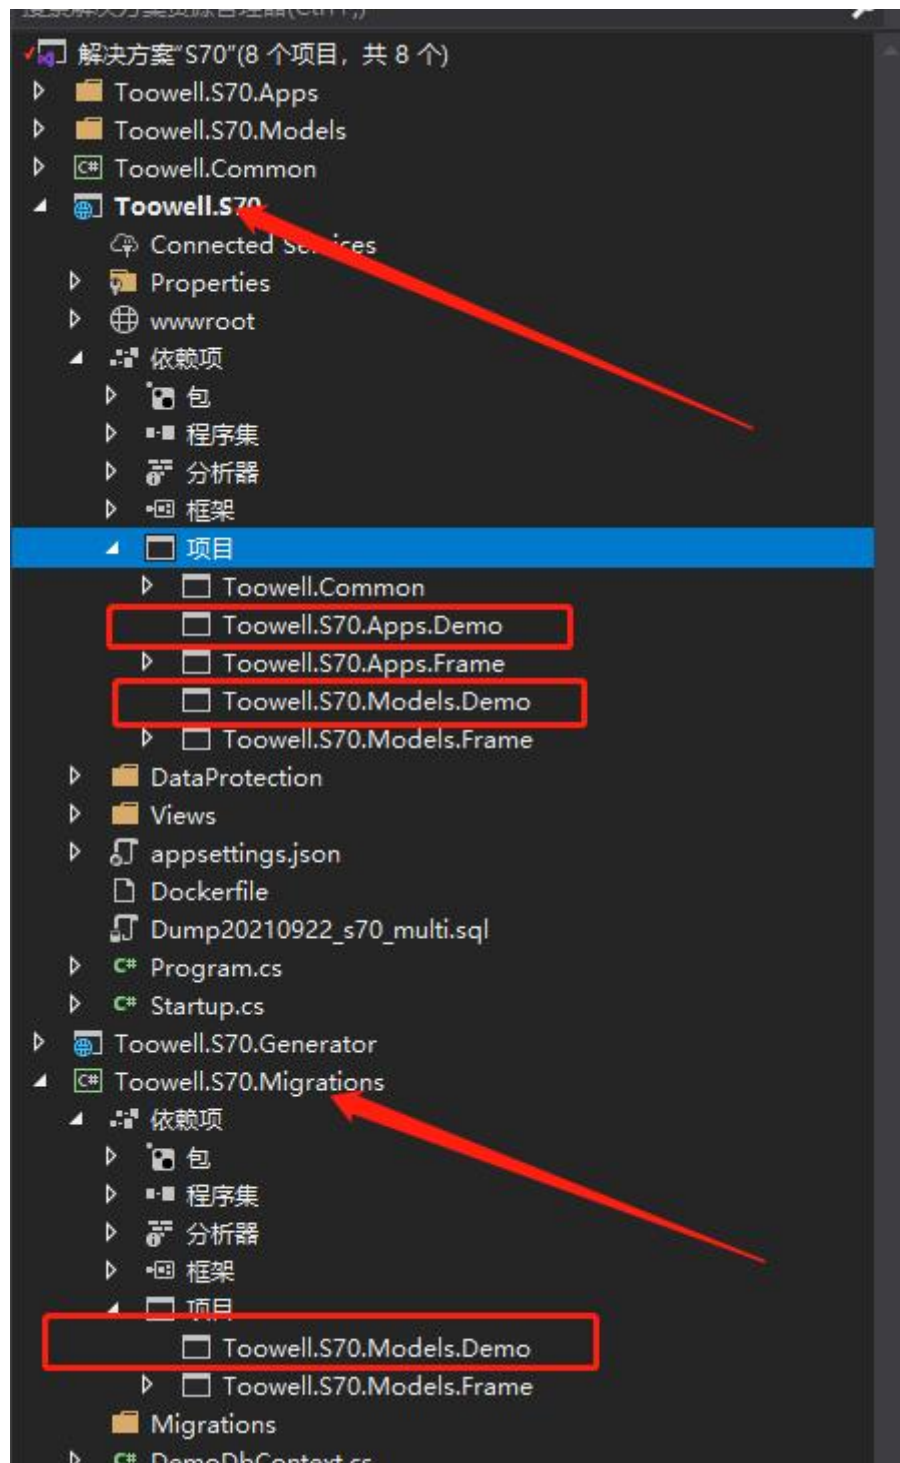 解决方案"S70"(8 个项目，共 8 个)
Toowell.S70.Apps
Toowell.S70.Models
C# Toowell.Common
Toowell.S70
Connected Services
Properties
wwwroot
依赖项
包
程序集
分析器
框架
项目
Toowell.Common
Toowell.S70.Apps.Demo
Toowell.S70.Apps.Frame
Toowell.S70.Models.Demo
Toowell.S70.Models.Frame
DataProtection
Views
appsettings.json
Dockerfile
Dump20210922_s70_multi.sql
C# Program.cs
C# Startup.cs
Toowell.S70.Generator
C# Toowell.S70.Migrations
依赖项
包
程序集
分析器
框架
项目
Toowell.S70.Models.Demo
Toowell.S70.Models.Frame
Migrations
C# DemoDbContext.cs